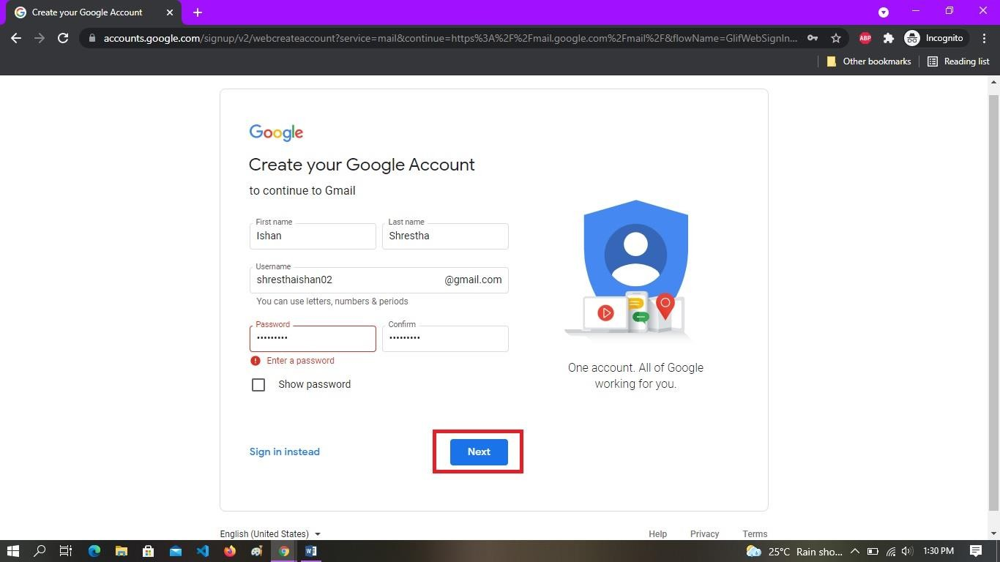 Create your Google Account
accounts.google.com/signup/v2/webcreateaccount?service=mail&continue=https%3A%2F%2Fmail.google.com%2Fmail%2F&flowName=GlifWebSignIn...
ABP
Incognito
Other bookmarks
Reading list
Google
Create your Google Account
to continue to Gmail
First name
Last name
Ishan
Shrestha
Username
shresthaishan02
@gmail.com
You can use letters, numbers & periods
Password
Confirm
•••••••••
•••••••••
Enter a password
Show password
One account. All of Google
working for you.
Sign in instead
Next
English (United States)
Help
Privacy
Terms
25°C Rain sho...
1:30 PM